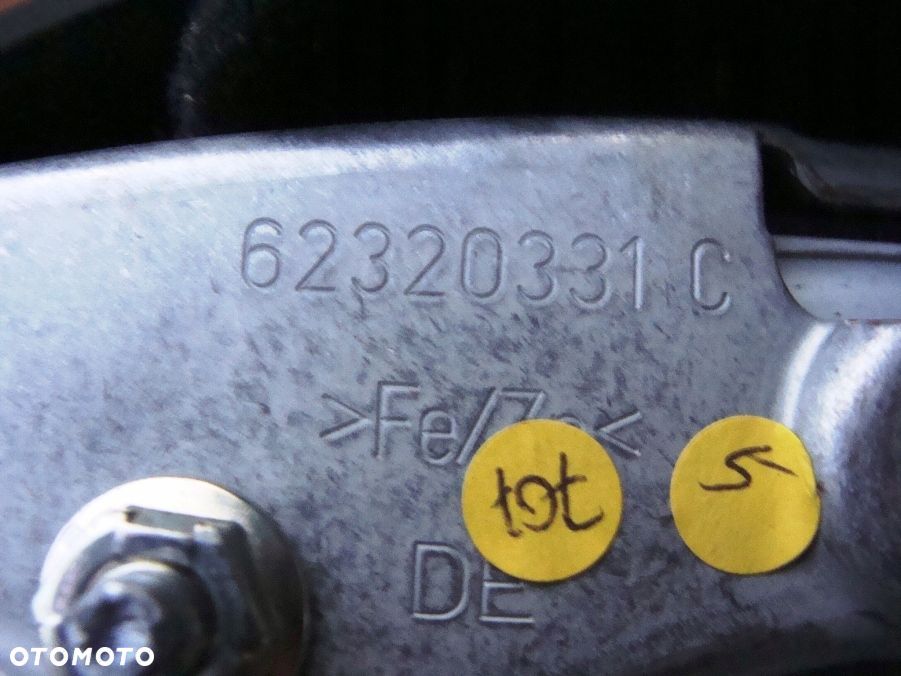 62320331 C
>Fe/Zn<
tot
5
DE
OTOMOTO